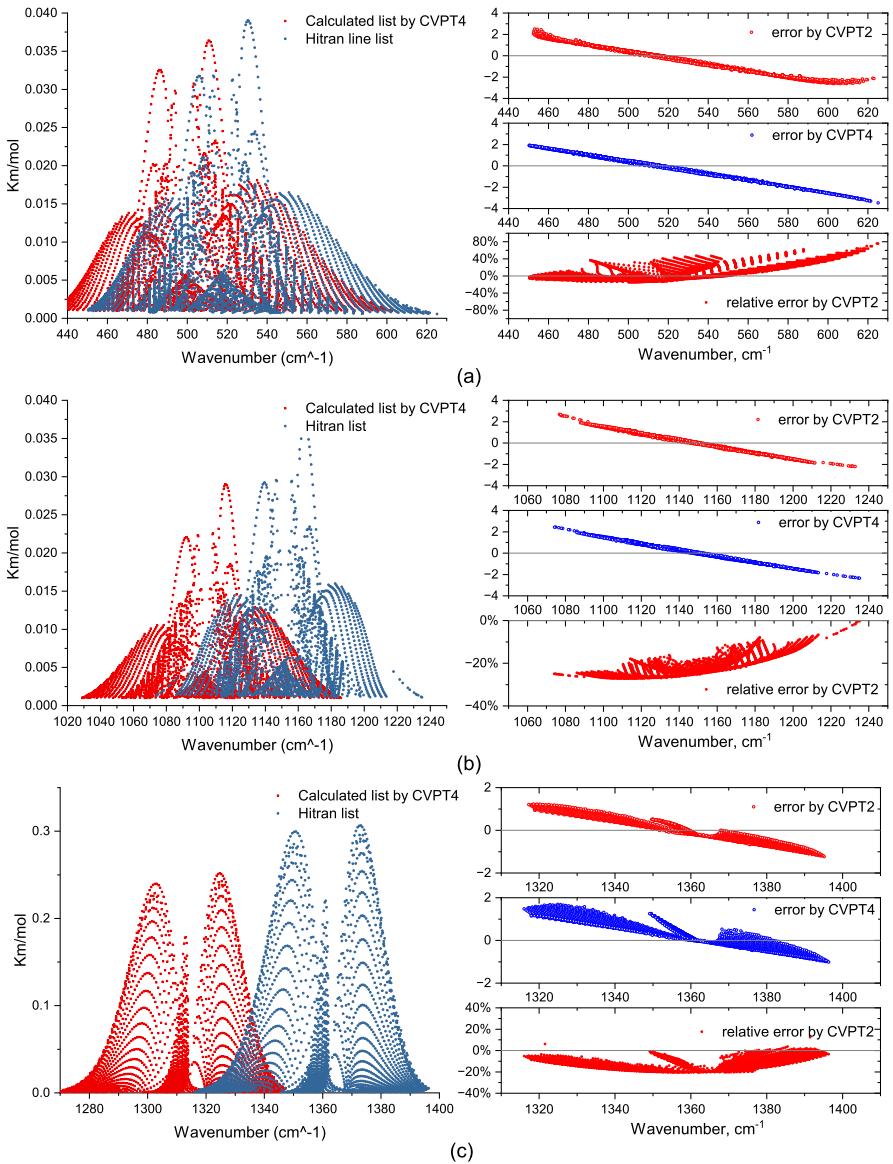 Calculated list by CVPT4
Hitran line list
Km/mol
0.040
0.035
0.030
0.025
0.020
0.015
0.010
0.005
0.000
440 460 480 500 520 540 560 580 600 620
Wavenumber (cm^-1)
error by CVPT2
4
2
0
−2
−4
440 460 480 500 520 540 560 580 600 620
error by CVPT4
4
2
0
−2
−4
440 460 480 500 520 540 560 580 600 620
80%
40%
0%
−40%
−80%
relative error by CVPT2
440 460 480 500 520 540 560 580 600 620
Wavenumber, cm-1
(a)
Calculated list by CVPT4
Hitran list
Km/mol
0.040
0.035
0.030
0.025
0.020
0.015
0.010
0.005
0.000
1020 1040 1060 1080 1100 1120 1140 1160 1180 1200 1220 1240
Wavenumber (cm^-1)
error by CVPT2
4
2
0
−2
−4
1060 1080 1100 1120 1140 1160 1180 1200 1220 1240
error by CVPT4
4
2
0
−2
−4
1060 1080 1100 1120 1140 1160 1180 1200 1220 1240
0%
−20%
−40%
relative error by CVPT2
1060 1080 1100 1120 1140 1160 1180 1200 1220 1240
Wavenumber, cm-1
(b)
Calculated list by CVPT4
Hitran list
Km/mol
0.3
0.2
0.1
0.0
1280 1300 1320 1340 1360 1380 1400
Wavenumber (cm^-1)
error by CVPT2
2
0
−2
1320 1340 1360 1380 1400
error by CVPT4
2
0
2
1320 1340 1360 1380 1400
relative error by CVPT2
40%
20%
0%
20%
40%
1320 1340 1360 1380 1400
Wavenumber, cm-1
(c)